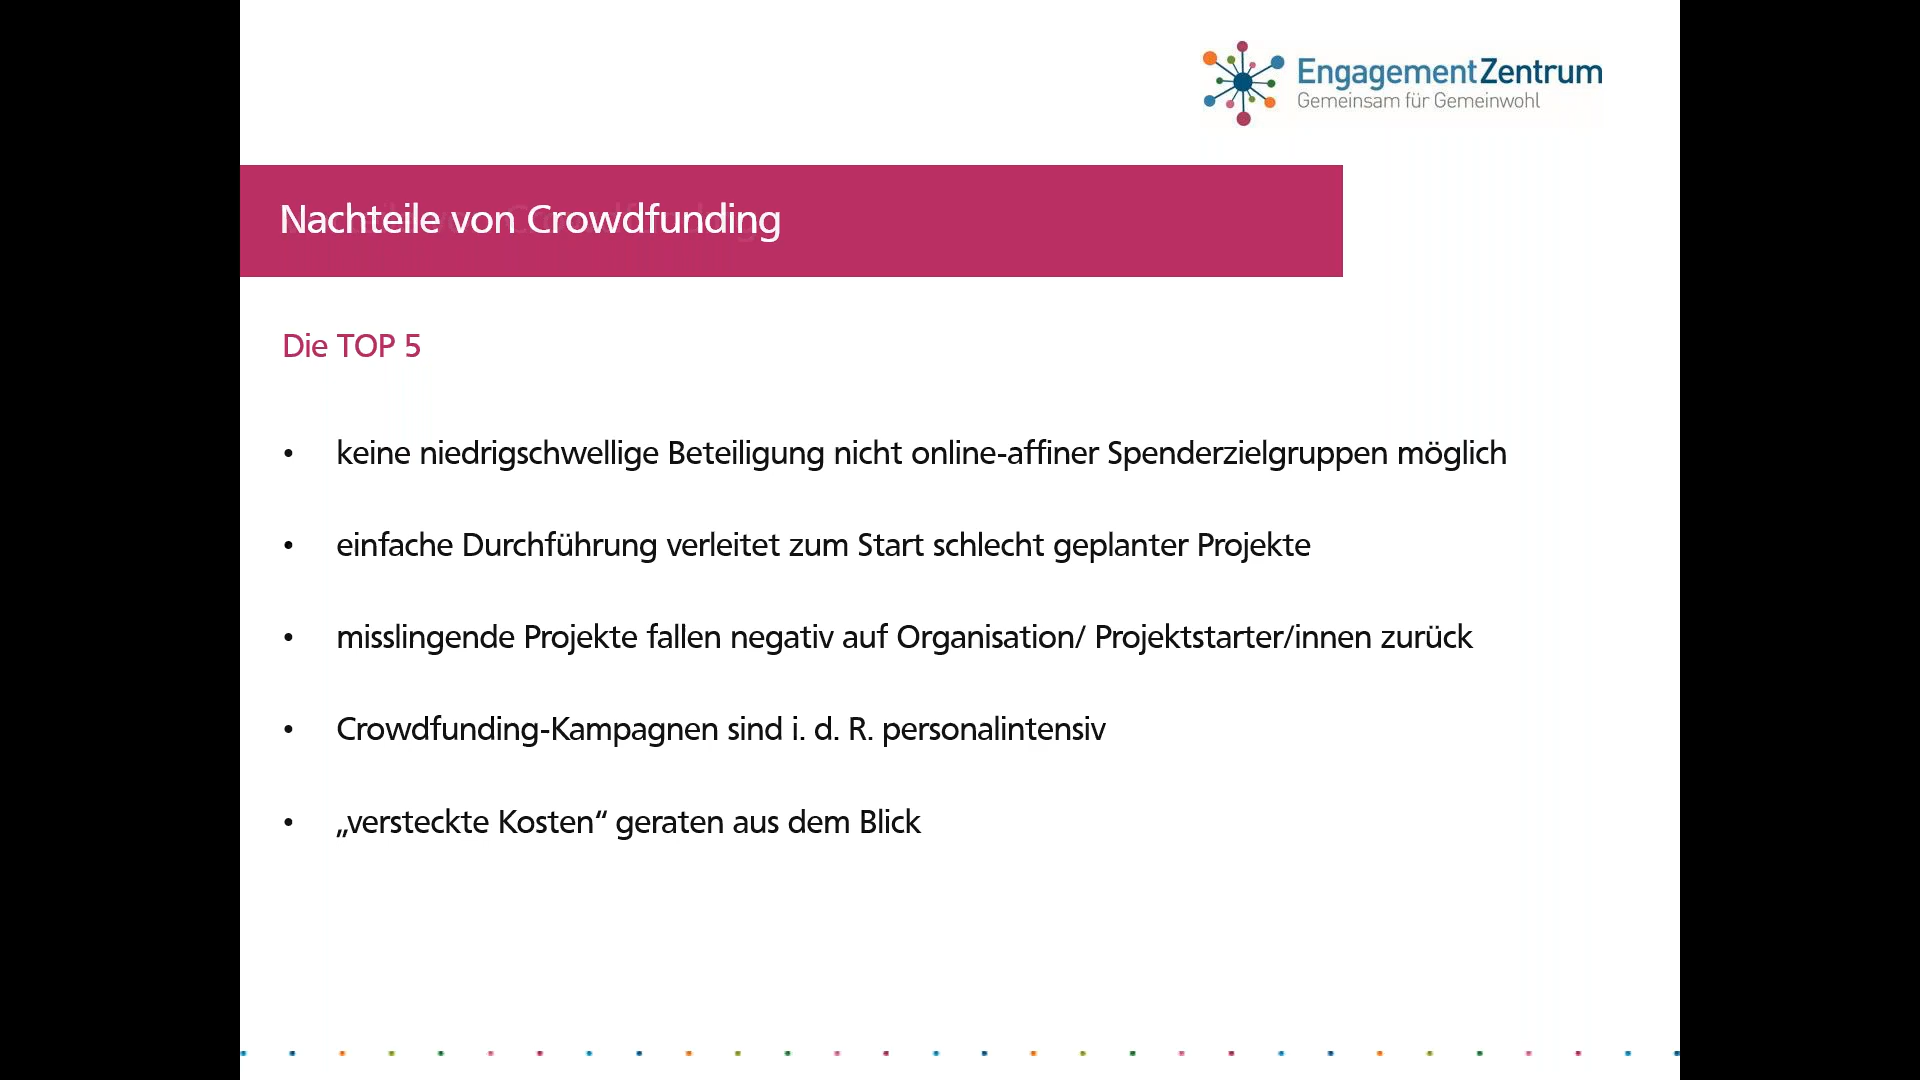 EngagementZentrum
Gemeinsam für Gemeinwohl
Nachteile von Crowdfunding
Die TOP 5
• keine niedrigschwellige Beteiligung nicht online-affiner Spenderzielgruppen möglich
• einfache Durchführung verleitet zum Start schlecht geplanter Projekte
• misslingende Projekte fallen negativ auf Organisation/ Projektstarter/innen zurück
• Crowdfunding-Kampagnen sind i. d. R. personalintensiv
• „versteckte Kosten“ geraten aus dem Blick